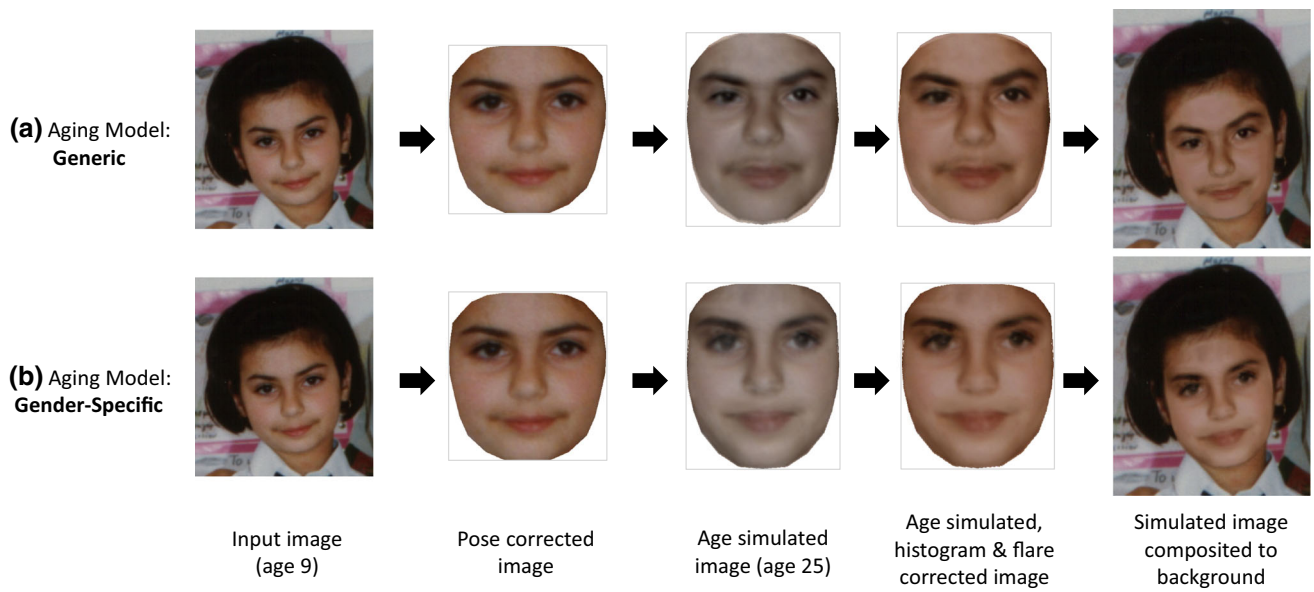 (a) Aging Model:
Generic
(b) Aging Model:
Gender-Specific
Input image
(age 9)
Pose corrected
image
Age simulated
image (age 25)
Age simulated,
histogram & flare
corrected image
Simulated image
composited to
background